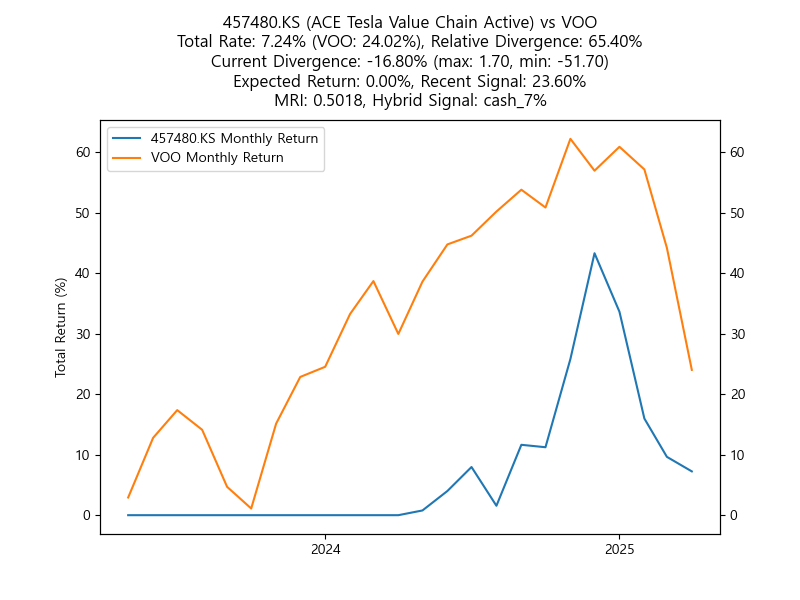 457480.KS (ACE Tesla Value Chain Active) vs VOO
Total Rate: 7.24% (VOO: 24.02%), Relative Divergence: 65.40%
Current Divergence: -16.80% (max: 1.70, min: -51.70)
Expected Return: 0.00%, Recent Signal: 23.60%
MRI: 0.5018, Hybrid Signal: cash_7%
457480.KS Monthly Return
VOO Monthly Return
Total Return (%)
60
50
40
30
20
10
0
60
50
40
30
20
10
0
2024
2025